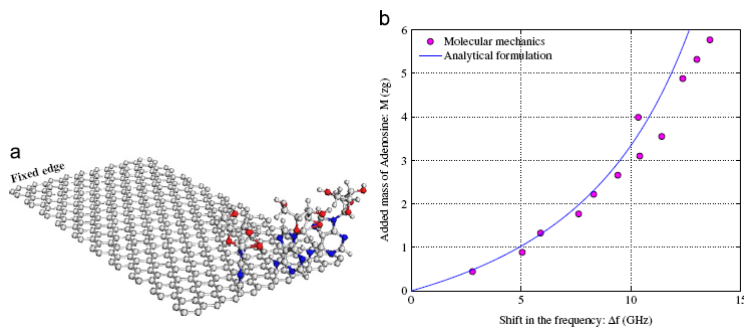 a
Fixed edge
b
Added mass of Adenosine: M (zg)
6
5
4
3
2
1
0
Molecular mechanics
Analytical formulation
0
5
10
15
Shift in the frequency: Δf (GHz)